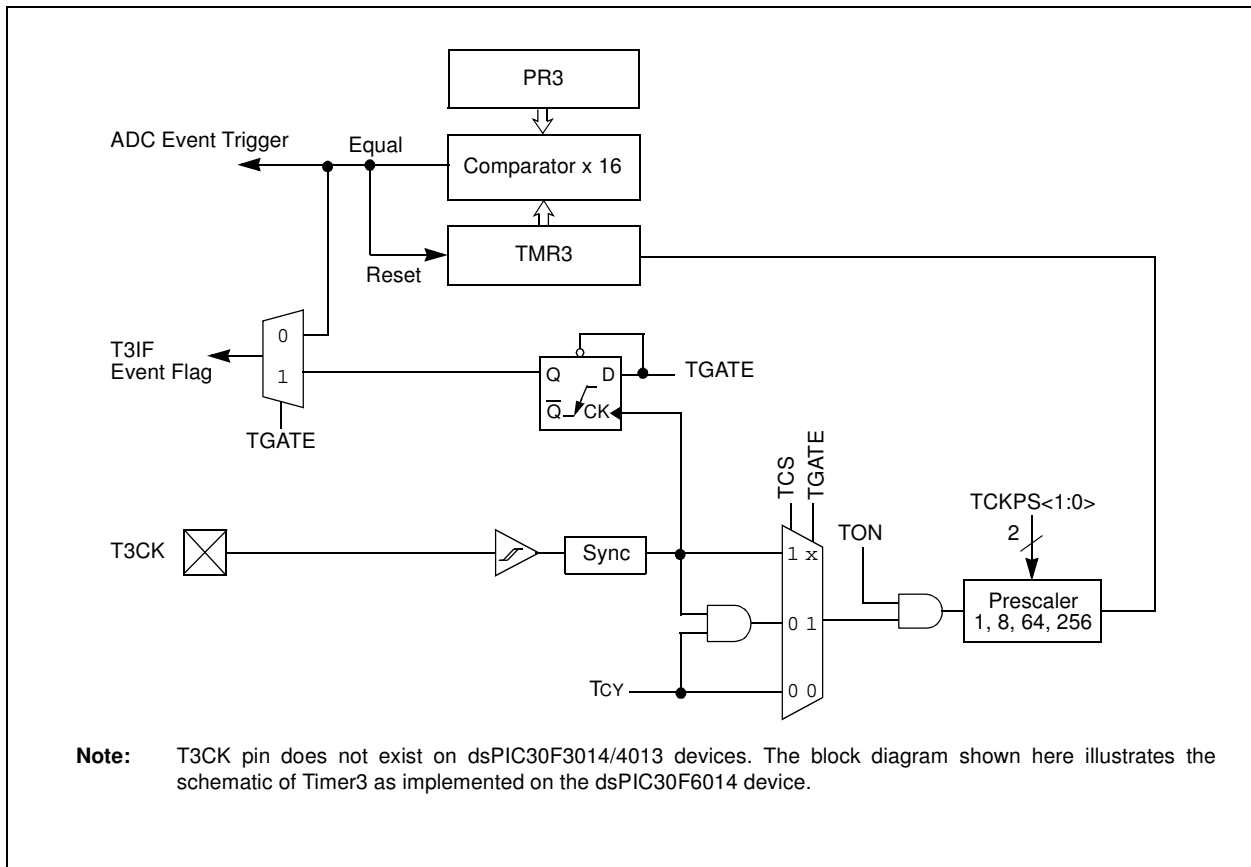 PR3
ADC Event Trigger
Equal
Comparator x 16
TMR3
Reset
0
T3IF
Event Flag
1
TGATE
Q
D
TGATE
Q
CK
TCS
TGATE
TCKPS<1:0>
2
TON
T3CK
Sync
1 x
Prescaler
1, 8, 64, 256
0 1
TCY
0 0
Note: T3CK pin does not exist on dsPIC30F3014/4013 devices. The block diagram shown here illustrates the
schematic of Timer3 as implemented on the dsPIC30F6014 device.